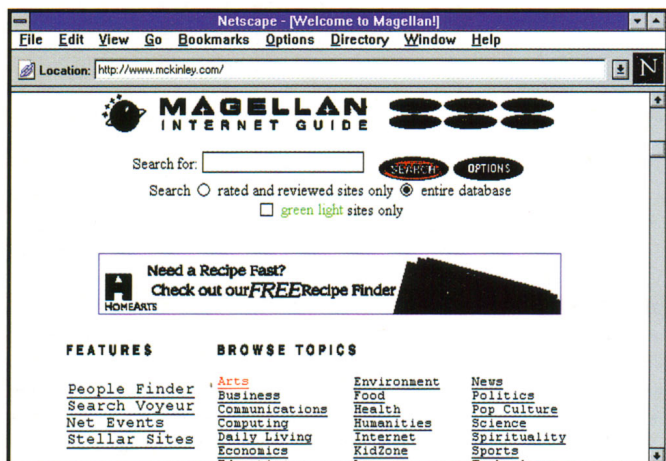 Netscape - [Welcome to Magellan!]
File Edit View Go Bookmarks Options Directory Window Help
Location: http://www.mckinley.com/
N
MAGELLAN
INTERNET GUIDE
Search for:
SEARCH OPTIONS
Search rated and reviewed sites only entire database
green light sites only
Need a Recipe Fast?
Check out our FREE Recipe Finder
HOMEARTS
FEATURES
People Finder
Search Voyeur
Net Events
Stellar Sites
BROWSE TOPICS
Arts
Business
Communications
Computing
Daily Living
Economics
Environment
Food
Health
Humanities
Internet
KidZone
News
Politics
Pop Culture
Science
Spirituality
Sports